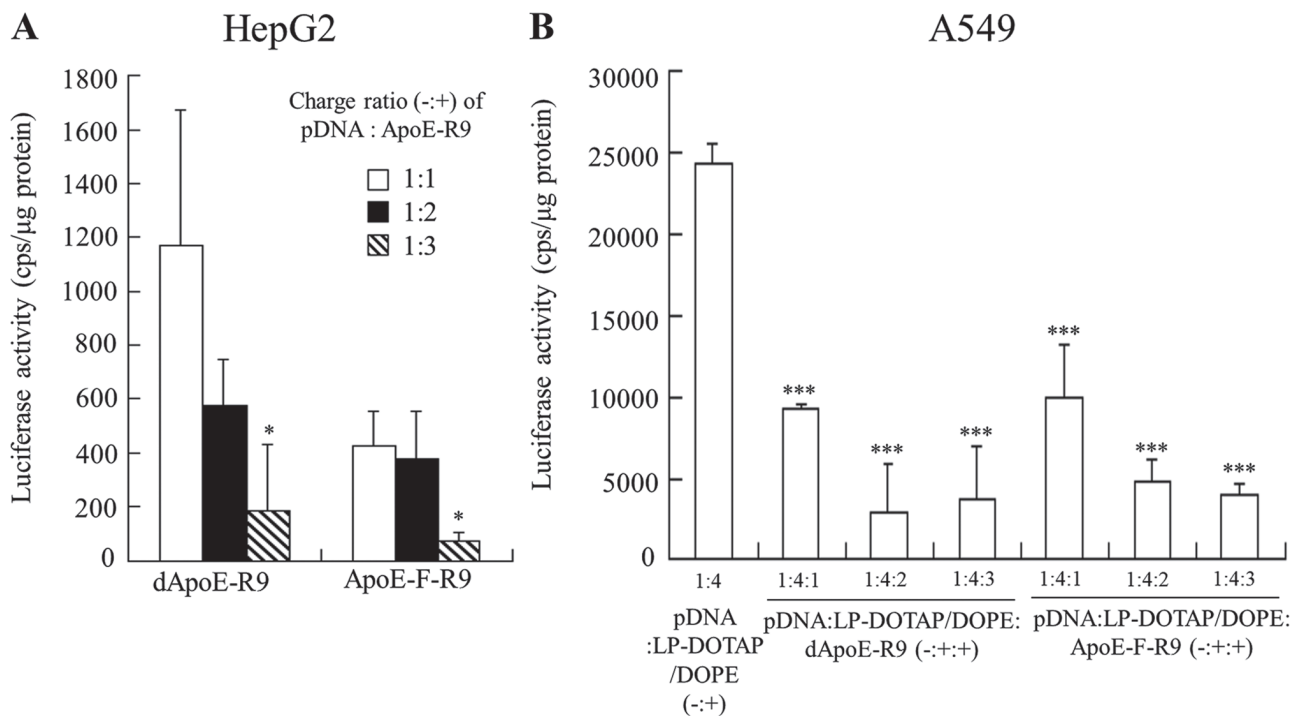 A
HepG2
Luciferase activity (cps/µg protein)
1800
1600
1400
1200
1000
800
600
400
200
0
Charge ratio (-:+) of
pDNA : ApoE-R9
1:1
1:2
1:3
*
*
dApoE-R9
ApoE-F-R9
B
A549
Luciferase activity (cps/µg protein)
30000
25000
20000
15000
10000
5000
0
***
***
***
***
***
***
1:4
1:4:1
1:4:2
1:4:3
1:4:1
1:4:2
1:4:3
pDNA
:LP-DOTAP
/DOPE
(-:+)
pDNA:LP-DOTAP/DOPE:
dApoE-R9 (-:+:+)
pDNA:LP-DOTAP/DOPE:
ApoE-F-R9 (-:+:+)